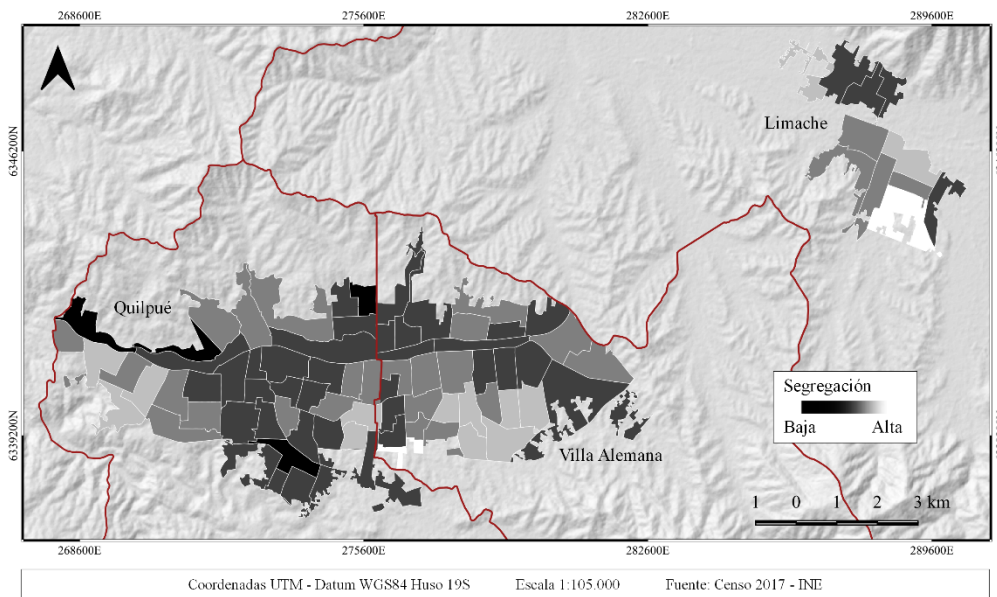 268600E 275600E 282600E 289600E
Limache
6346200N
Quilpué
Segregación
Baja Alta
6339200N
Villa Alemana
1 0 1 2 3 km
268600E 275600E 282600E 289600E
Coordenadas UTM - Datum WGS84 Huso 19S Escala 1:105.000 Fuente: Censo 2017 - INE